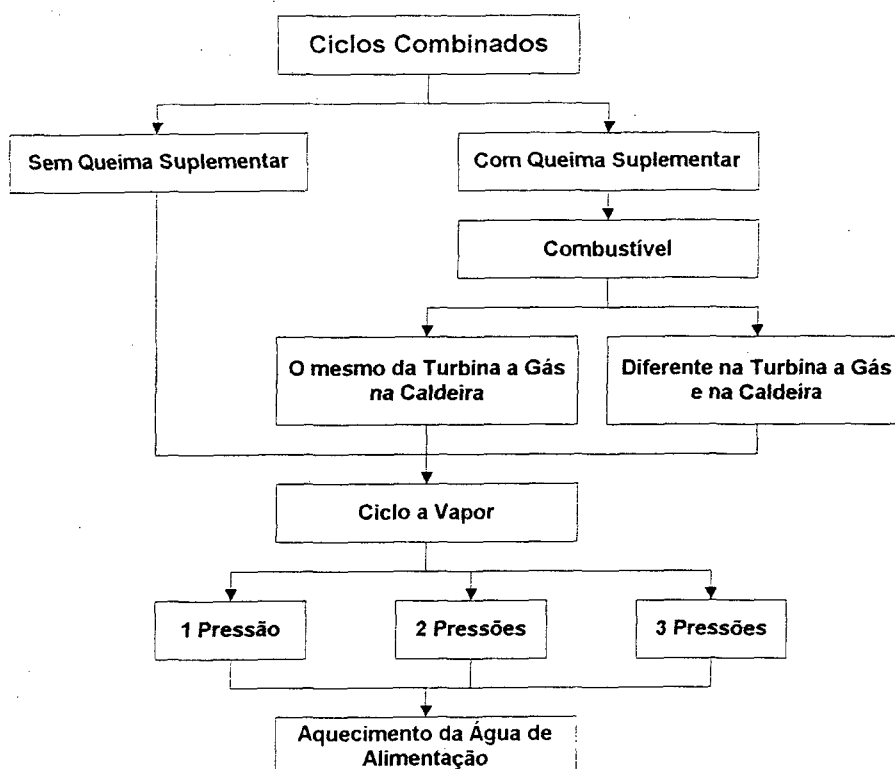 Ciclos Combinados
Sem Queima Suplementar
Com Queima Suplementar
Combustível
O mesmo da Turbina a Gás
na Caldeira
Diferente na Turbina a Gás
e na Caldeira
Ciclo a Vapor
1 Pressão
2 Pressões
3 Pressões
Aquecimento da Água de
Alimentação